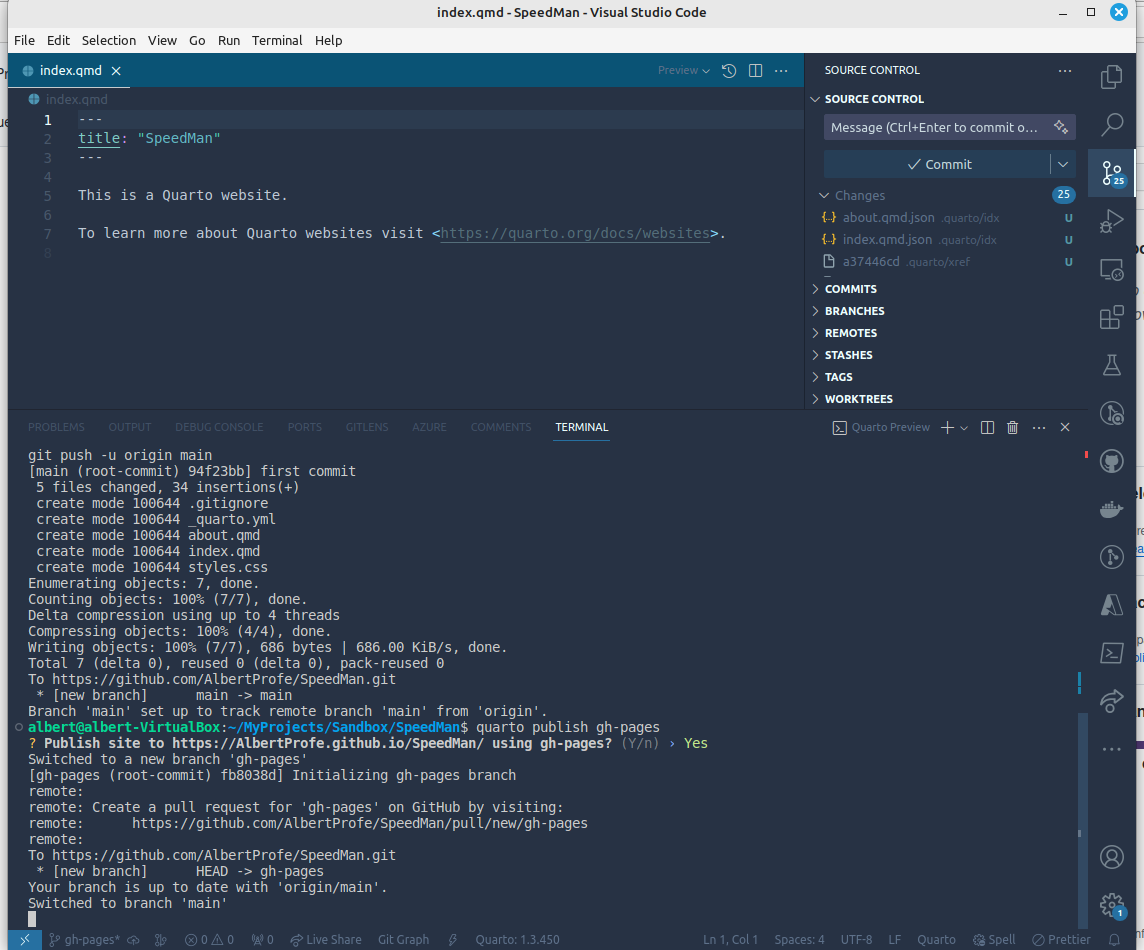 index.qmd - SpeedMan - Visual Studio Code
File Edit Selection View Go Run Terminal Help
index.qmd
Preview
index.qmd
1 ---
2 title: "SpeedMan"
3 ---
4
5 This is a Quarto website.
6
7 To learn more about Quarto websites visit <https://quarto.org/docs/websites>.
8
SOURCE CONTROL
SOURCE CONTROL
Message (Ctrl+Enter to commit o...
Commit
Changes 25
about.qmd.json .quarto/idx U
index.qmd.json .quarto/idx U
a37446cd .quarto/xref U
COMMITS
BRANCHES
REMOTES
STASHES
TAGS
WORKTREES
25
PROBLEMS OUTPUT DEBUG CONSOLE PORTS GITLENS AZURE COMMENTS TERMINAL
Quarto Preview
git push -u origin main
[main (root-commit) 94f23bb] first commit
5 files changed, 34 insertions(+)
create mode 100644 .gitignore
create mode 100644 _quarto.yml
create mode 100644 about.qmd
create mode 100644 index.qmd
create mode 100644 styles.css
Enumerating objects: 7, done.
Counting objects: 100% (7/7), done.
Delta compression using up to 4 threads
Compressing objects: 100% (4/4), done.
Writing objects: 100% (7/7), 686 bytes | 686.00 KiB/s, done.
Total 7 (delta 0), reused 0 (delta 0), pack-reused 0
To https://github.com/AlbertProfe/SpeedMan.git
* [new branch] main -> main
Branch 'main' set up to track remote branch 'main' from 'origin'.
albert@albert-VirtualBox:~/MyProjects/Sandbox/SpeedMan$ quarto publish gh-pages
? Publish site to https://AlbertProfe.github.io/SpeedMan/ using gh-pages? (Y/n) › Yes
Switched to a new branch 'gh-pages'
[gh-pages (root-commit) fb8038d] Initializing gh-pages branch
remote:
remote: Create a pull request for 'gh-pages' on GitHub by visiting:
remote: https://github.com/AlbertProfe/SpeedMan/pull/new/gh-pages
remote:
To https://github.com/AlbertProfe/SpeedMan.git
* [new branch] HEAD -> gh-pages
Your branch is up to date with 'origin/main'.
Switched to branch 'main'
1
gh-pages* 0 0 0 Live Share Git Graph Quarto: 1.3.450 Ln 1, Col 1 Spaces: 4 UTF-8 LF Quarto Spell Prettier